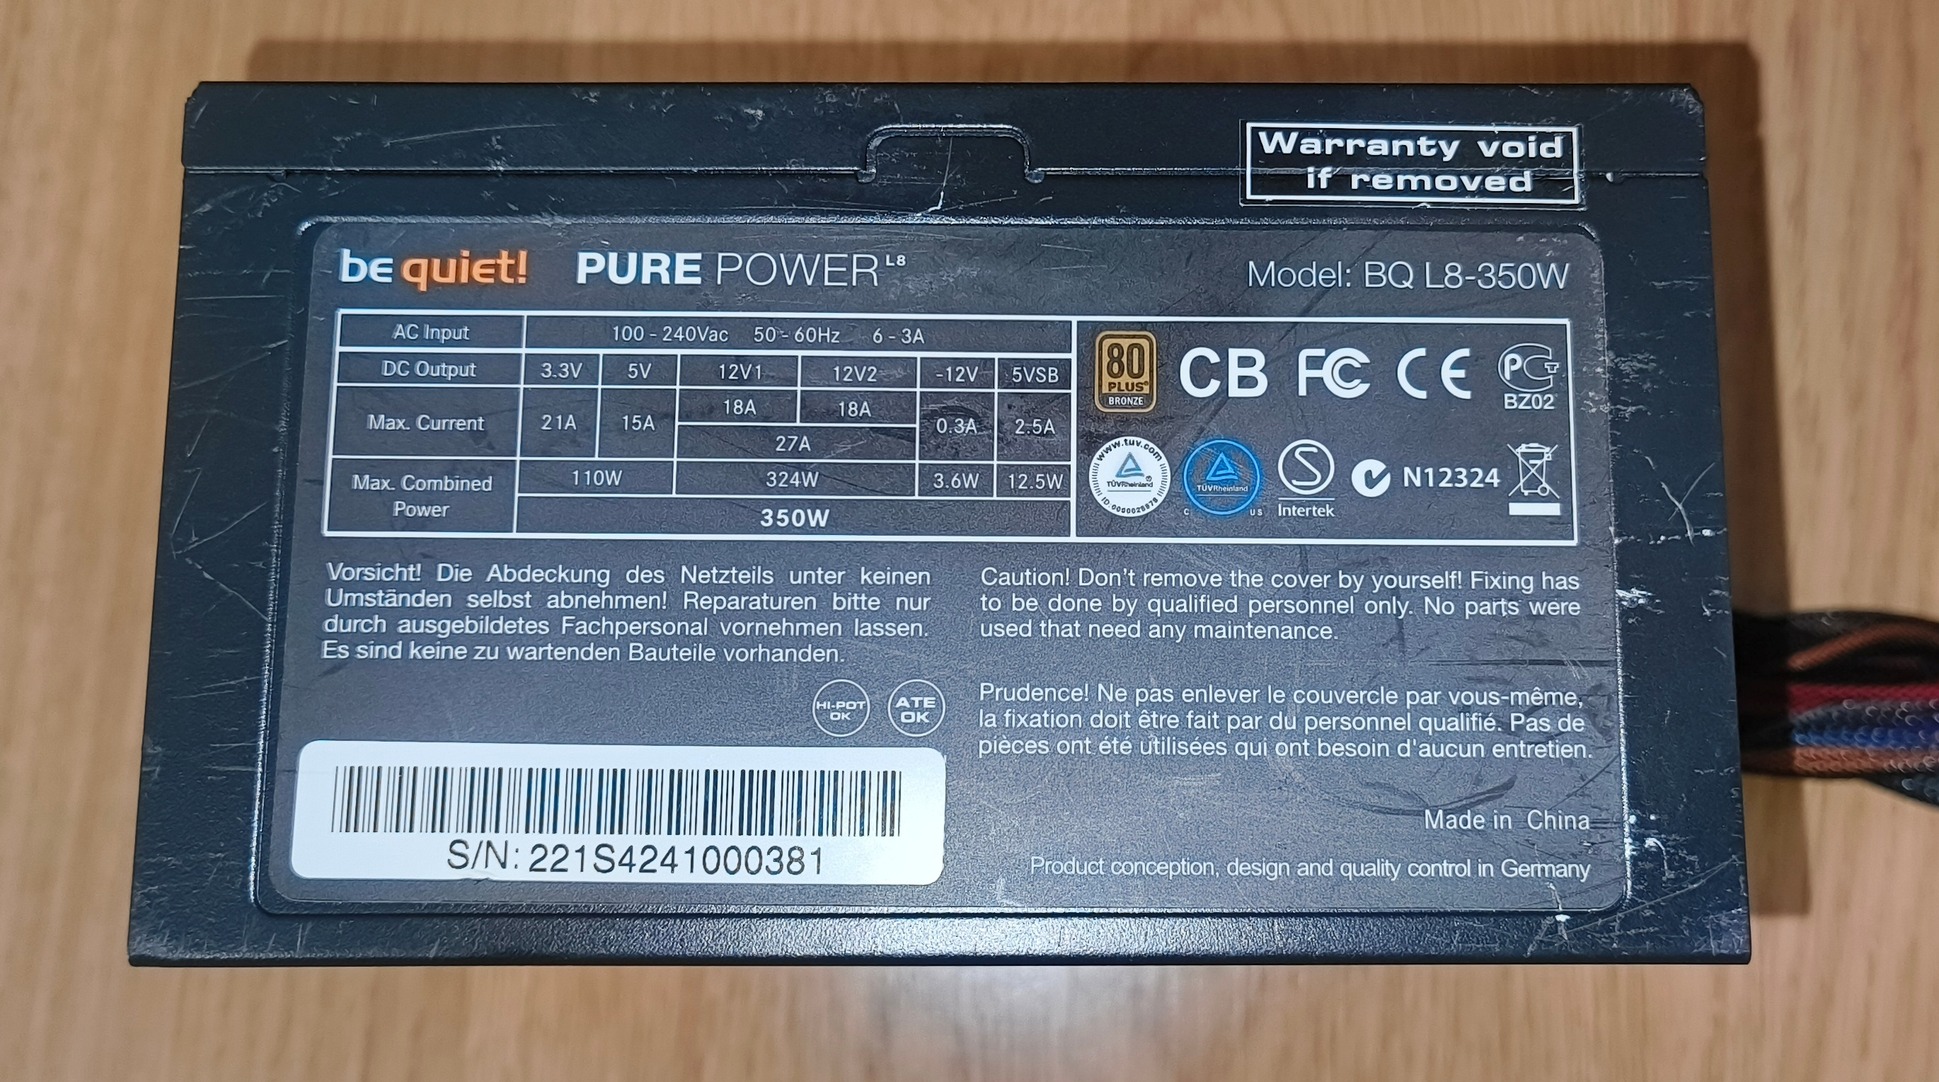 Warranty void
if removed
be quiet! PURE POWER L8 Model: BQ L8-350W
AC Input 100 - 240Vac 50 - 60Hz 6 - 3A
DC Output 3.3V 5V 12V1 12V2 -12V 5VSB
Max. Current 21A 15A 18A 18A 0.3A 2.5A
27A
Max. Combined Power 110W 324W 3.6W 12.5W
350W
80 PLUS BRONZE CB FC CE PCT BZ02
www.tuv.com TÜVRheinland TÜVRheinland C US Intertek N12324
Vorsicht! Die Abdeckung des Netzteils unter keinen
Umständen selbst abnehmen! Reparaturen bitte nur
durch ausgebildetes Fachpersonal vornehmen lassen.
Es sind keine zu wartenden Bauteile vorhanden.
Caution! Don't remove the cover by yourself! Fixing has
to be done by qualified personnel only. No parts were
used that need any maintenance.
HI-POT OK ATE OK
Prudence! Ne pas enlever le couvercle par vous-même,
la fixation doit être fait par du personnel qualifié. Pas de
pièces ont été utilisées qui ont besoin d'aucun entretien.
S/N: 221S4241000381
Made in China
Product conception, design and quality control in Germany